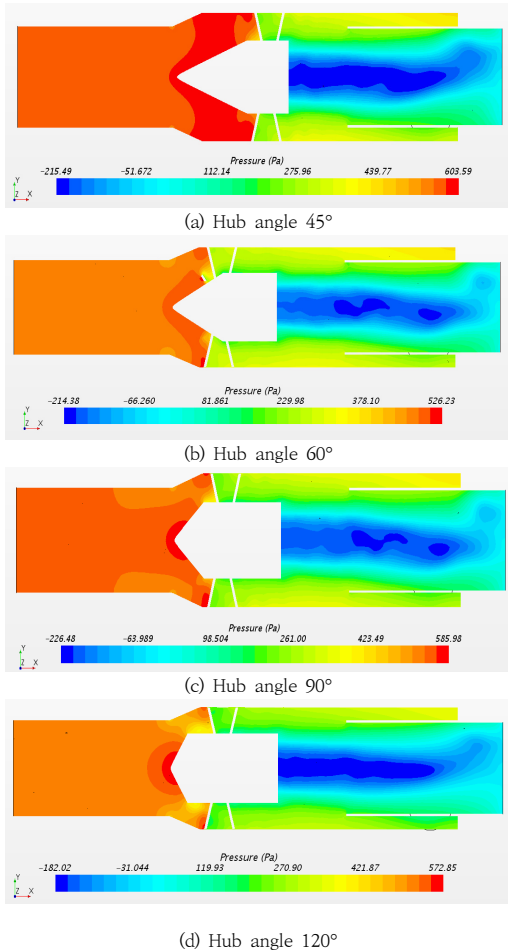 Pressure (Pa)
-215.49 -51.672 112.14 275.96 439.77 603.59
Y
Z X
(a) Hub angle 45°
Pressure (Pa)
-214.38 -66.260 81.861 229.98 378.10 526.23
Y
Z X
(b) Hub angle 60°
Pressure (Pa)
-226.48 -63.989 98.504 261.00 423.49 585.98
Y
Z X
(c) Hub angle 90°
Pressure (Pa)
-182.02 -31.044 119.93 270.90 421.87 572.85
Y
Z X
(d) Hub angle 120°